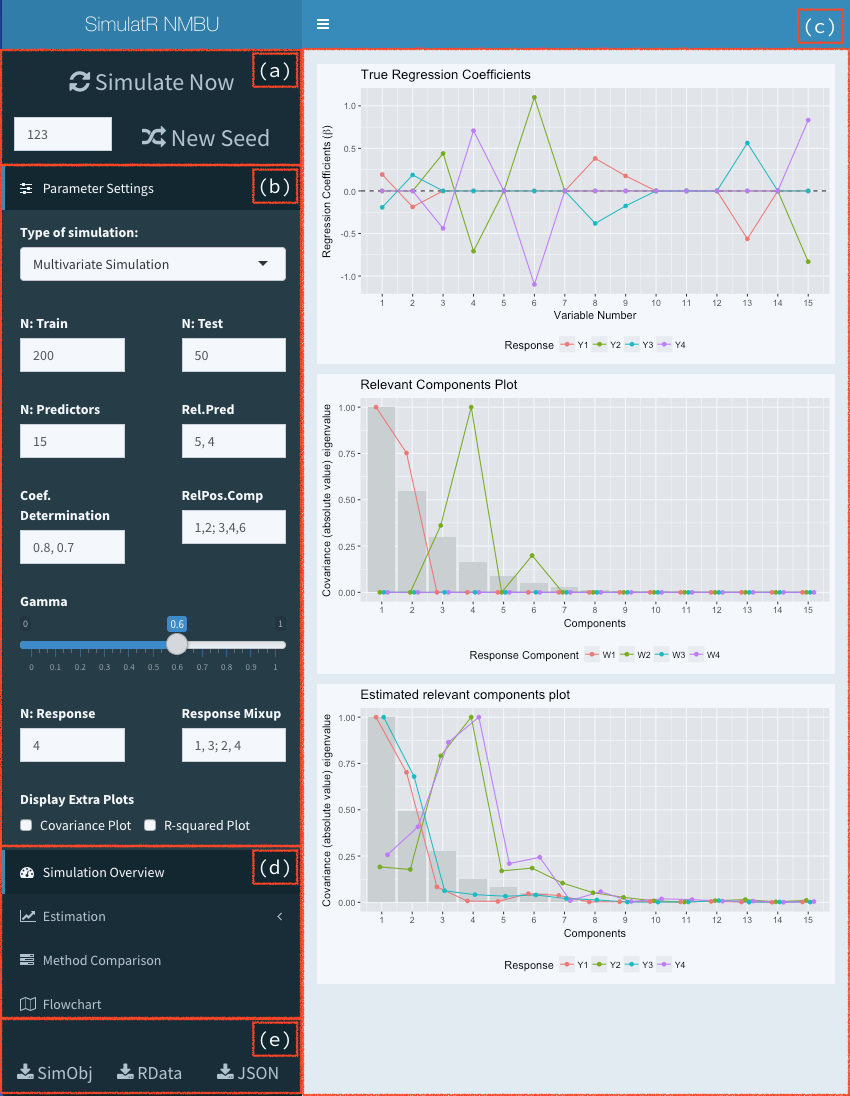 SimulatR NMBU
(c)
(a)
Simulate Now
123
New Seed
(b)
Parameter Settings
Type of simulation:
Multivariate Simulation
N: Train
N: Test
200
50
N: Predictors
Rel.Pred
15
5, 4
Coef.
Determination
RelPos.Comp
0.8, 0.7
1,2; 3,4,6
Gamma
0
0.6
1
0 0.1 0.2 0.3 0.4 0.5 0.6 0.7 0.8 0.9 1
N: Response
Response Mixup
4
1, 3; 2, 4
Display Extra Plots
Covariance Plot
R-squared Plot
(d)
Simulation Overview
Estimation
Method Comparison
Flowchart
(e)
SimObj
RData
JSON
True Regression Coefficients
Regression Coefficients (β)
1.0
0.5
0.0
-0.5
-1.0
1 2 3 4 5 6 7 8 9 10 11 12 13 14 15
Variable Number
Response Y1 Y2 Y3 Y4
Relevant Components Plot
Covariance (absolute value) eigenvalue
1.00
0.75
0.50
0.25
0.00
1 2 3 4 5 6 7 8 9 10 11 12 13 14 15
Components
Response Component W1 W2 W3 W4
Estimated relevant components plot
Covariance (absolute value) eigenvalue
1.00
0.75
0.50
0.25
0.00
1 2 3 4 5 6 7 8 9 10 11 12 13 14 15
Components
Response Y1 Y2 Y3 Y4